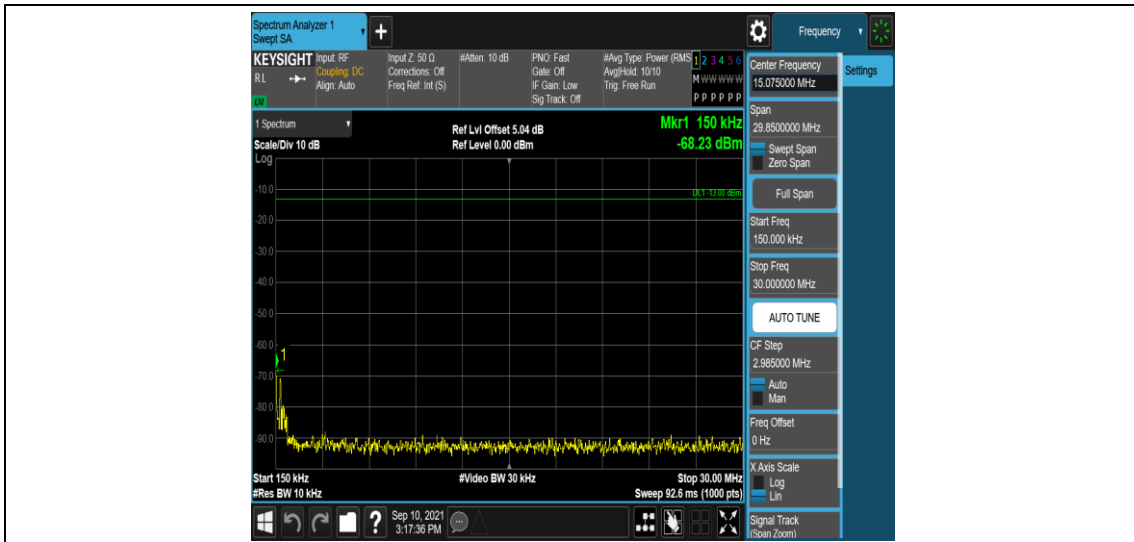 Spectrum Analyzer 1
Swept SA
+
Frequency
KEYSIGHT
RL
LXI
Input: RF
Coupling: DC
Align: Auto
Input Z: 50 Ω
Corrections: Off
Freq Ref: Int (S)
#Atten: 10 dB
PNO: Fast
Gate: Off
IF Gain: Low
Sig Track: Off
#Avg Type: Power (RMS
Avg|Hold: 10/10
Trig: Free Run
1 2 3 4 5 6
M W W W W W
P P P P P P
1 Spectrum
Scale/Div 10 dB
Log
Ref Lvl Offset 5.04 dB
Ref Level 0.00 dBm
Mkr1 150 kHz
-68.23 dBm
DL1 -13.00 dBm
-10.0
-20.0
-30.0
-40.0
-50.0
-60.0
1
-70.0
-80.0
-90.0
Start 150 kHz
#Video BW 30 kHz
Stop 30.00 MHz
#Res BW 10 kHz
Sweep 92.6 ms (1000 pts)
?
Sep 10, 2021
3:17:36 PM
Center Frequency
15.075000 MHz
Settings
Span
29.8500000 MHz
Swept Span
Zero Span
Full Span
Start Freq
150.000 kHz
Stop Freq
30.000000 MHz
AUTO TUNE
CF Step
2.985000 MHz
Auto
Man
Freq Offset
0 Hz
X Axis Scale
Log
Lin
Signal Track
(Span Zoom)